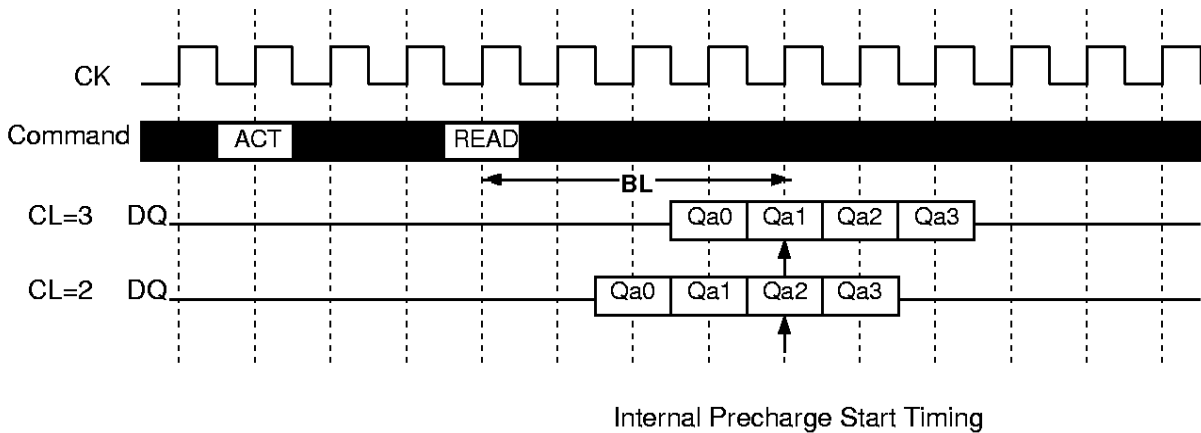 CK
Command ACT READ
BL
CL=3 DQ Qa0 Qa1 Qa2 Qa3
CL=2 DQ Qa0 Qa1 Qa2 Qa3
Internal Precharge Start Timing